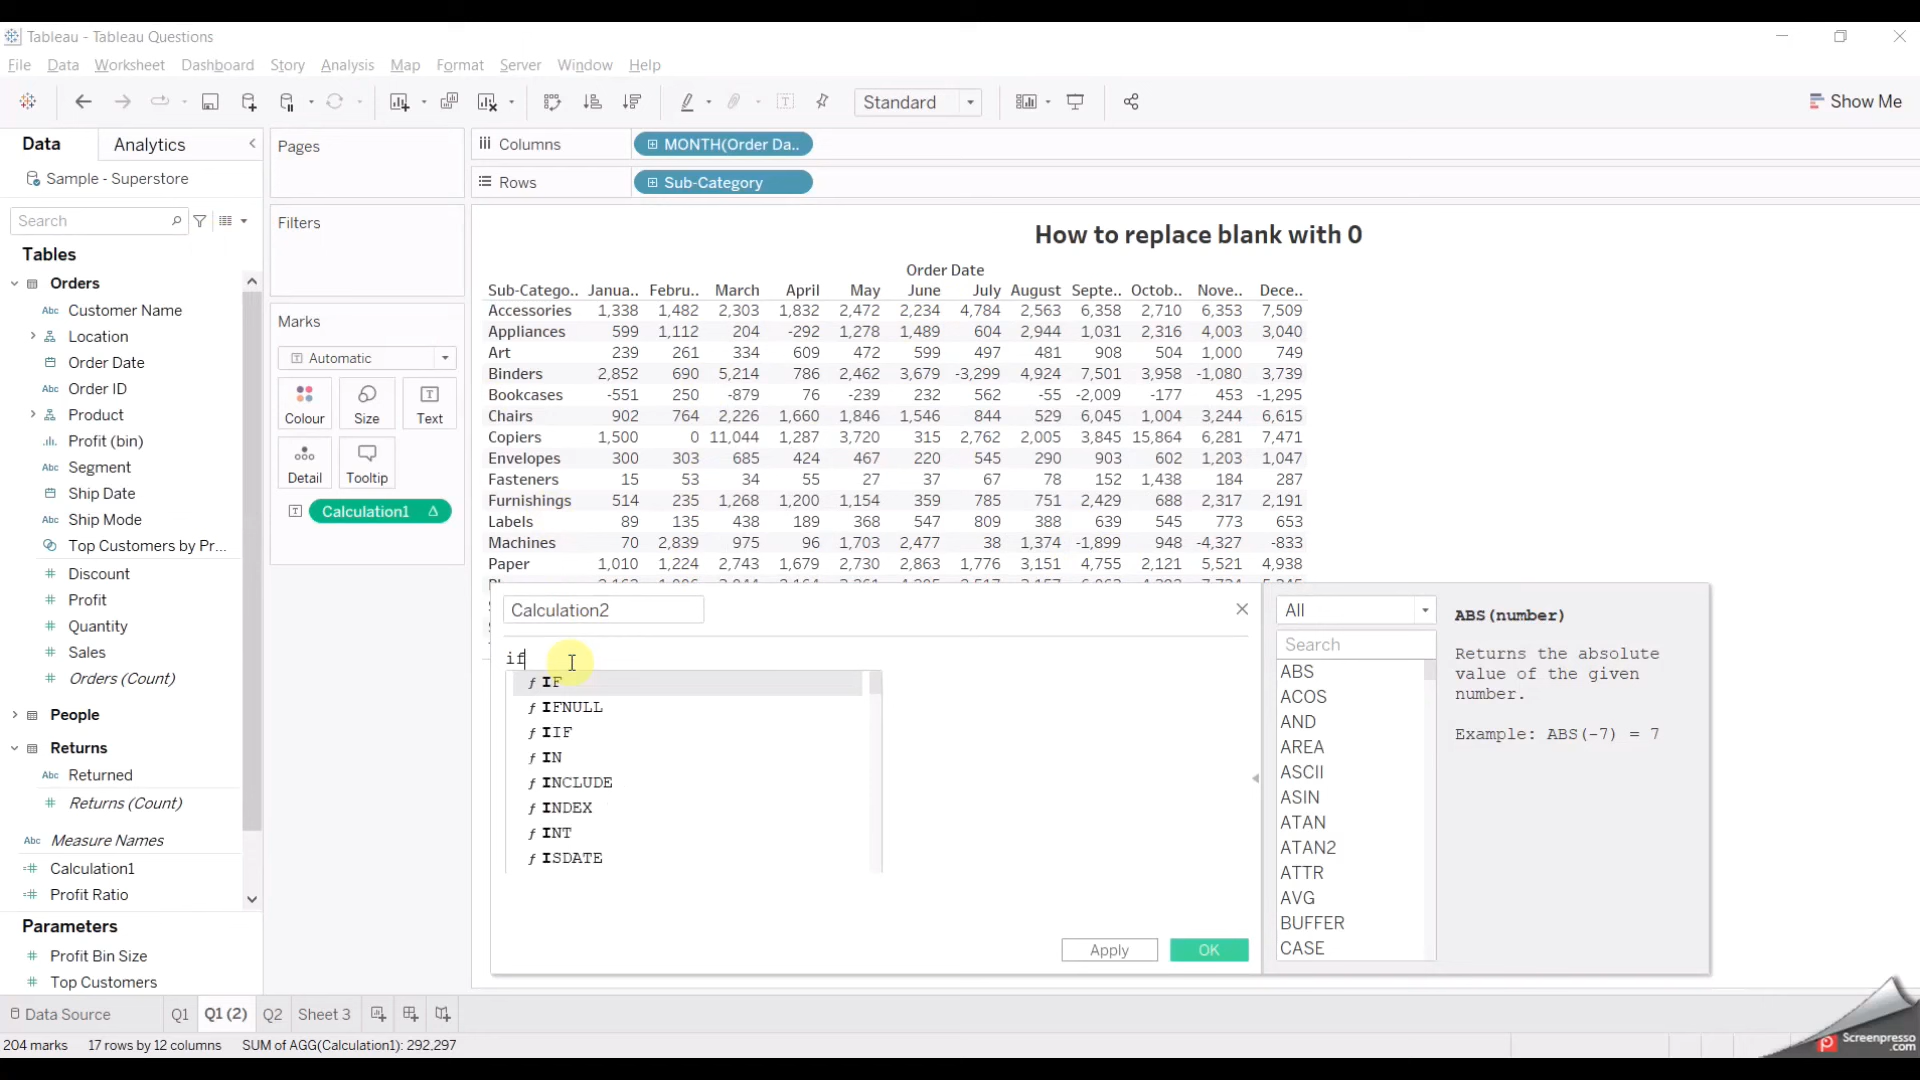 Tableau - Tableau Questions
File Data Worksheet Dashboard Story Analysis Map Format Server Window Help
Standard
Show Me
Data Analytics
Sample - Superstore
Search
Tables
Orders
Abc Customer Name
Location
Order Date
Abc Order ID
Product
Profit (bin)
Abc Segment
Ship Date
Abc Ship Mode
Top Customers by Pr...
# Discount
# Profit
# Quantity
# Sales
# Orders (Count)
People
Returns
Abc Returned
# Returns (Count)
Abc Measure Names
=# Calculation1
=# Profit Ratio
Parameters
# Profit Bin Size
# Top Customers
Pages
Filters
Marks
Automatic
Colour Size Text
Detail Tooltip
Calculation1 Δ
Columns MONTH(Order Da..
Rows Sub-Category
How to replace blank with 0
Order Date
Sub-Catego.. Janua.. Febru.. March April May June July August Septe.. Octob.. Nove.. Dece..
Accessories 1,338 1,482 2,303 1,832 2,472 2,234 4,784 2,563 6,358 2,710 6,353 7,509
Appliances 599 1,112 204 -292 1,278 1,489 604 2,944 1,031 2,316 4,003 3,040
Art 239 261 334 609 472 599 497 481 908 504 1,000 749
Binders 2,852 690 5,214 786 2,462 3,679 -3,299 4,924 7,501 3,958 -1,080 3,739
Bookcases -551 250 -879 76 -239 232 562 -55 -2,009 -177 453 -1,295
Chairs 902 764 2,226 1,660 1,846 1,546 844 529 6,045 1,004 3,244 6,615
Copiers 1,500 0 11,044 1,287 3,720 315 2,762 2,005 3,845 15,864 6,281 7,471
Envelopes 300 303 685 424 467 220 545 290 903 602 1,203 1,047
Fasteners 15 53 34 55 27 37 67 78 152 1,438 184 287
Furnishings 514 235 1,268 1,200 1,154 359 785 751 2,429 688 2,317 2,191
Labels 89 135 438 189 368 547 809 388 639 545 773 653
Machines 70 2,839 975 96 1,703 2,477 38 1,374 -1,899 948 -4,327 -833
Paper 1,010 1,224 2,743 1,679 2,730 2,863 1,776 3,151 4,755 2,121 5,521 4,938
Calculation2
if
f IF
f IFNULL
f IIF
f IN
f INCLUDE
f INDEX
f INT
f ISDATE
Apply OK
All
Search
ABS
ACOS
AND
AREA
ASCII
ASIN
ATAN
ATAN2
ATTR
AVG
BUFFER
CASE
ABS(number)
Returns the absolute
value of the given
number.
Example: ABS(-7) = 7
Data Source Q1 Q1 (2) Q2 Sheet 3
204 marks 17 rows by 12 columns SUM of AGG(Calculation1): 292,297
Screenpresso
.com